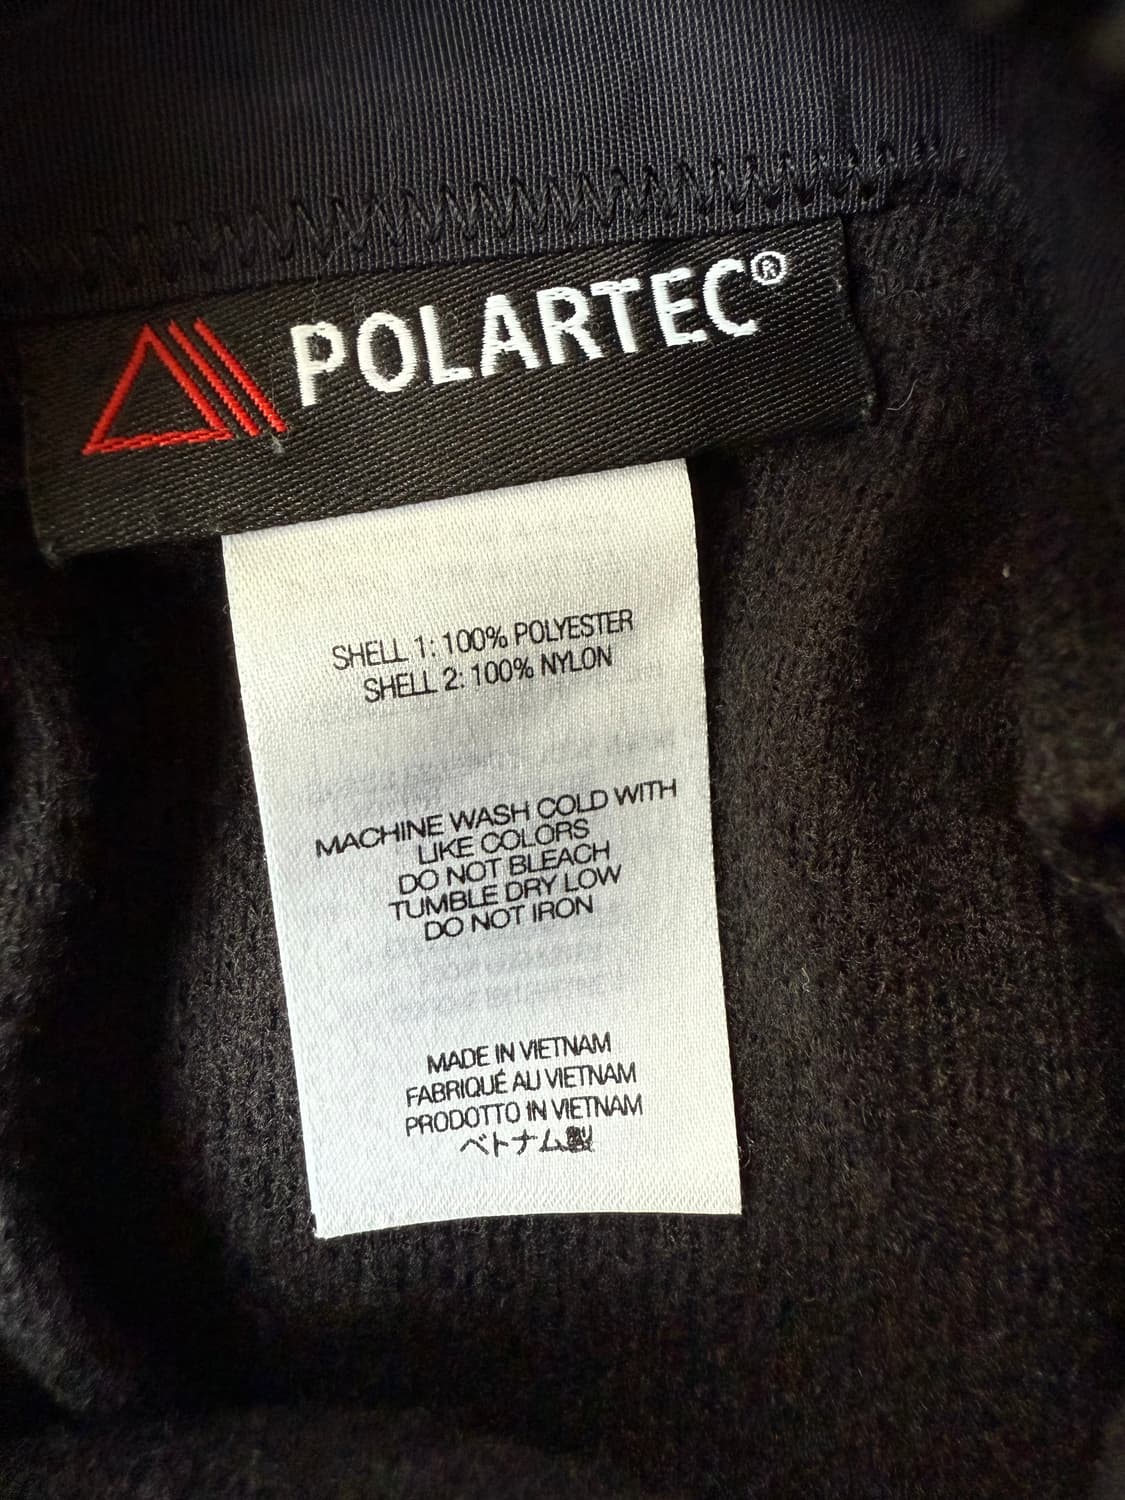 POLARTEC®
SHELL 1: 100% POLYESTER
SHELL 2: 100% NYLON
MACHINE WASH COLD WITH
LIKE COLORS
DO NOT BLEACH
TUMBLE DRY LOW
DO NOT IRON
MADE IN VIETNAM
FABRIQUÉ AU VIETNAM
PRODOTTO IN VIETNAM
ベトナム製